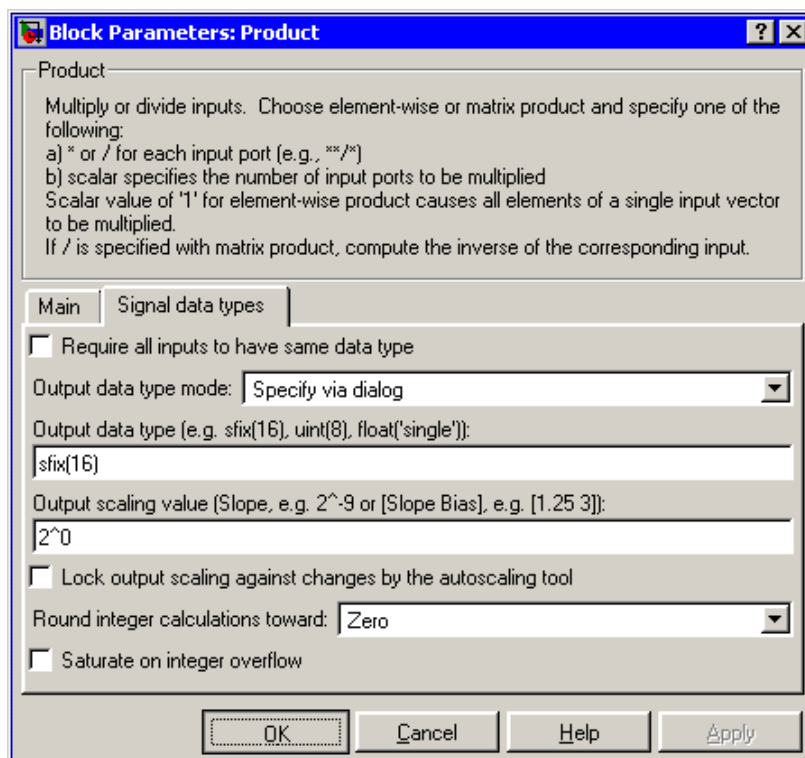 Block Parameters: Product
Product
Multiply or divide inputs.  Choose element-wise or matrix product and specify one of the
following:
a) * or / for each input port (e.g., **/*)
b) scalar specifies the number of input ports to be multiplied
Scalar value of '1' for element-wise product causes all elements of a single input vector
to be multiplied.
If / is specified with matrix product, compute the inverse of the corresponding input.
Main Signal data types
Require all inputs to have same data type
Output data type mode: Specify via dialog
Output data type (e.g. sfix(16), uint(8), float('single')):
sfix(16)
Output scaling value (Slope, e.g. 2^-9 or [Slope Bias], e.g. [1.25 3]):
2^0
Lock output scaling against changes by the autoscaling tool
Round integer calculations toward: Zero
Saturate on integer overflow
OK Cancel Help Apply